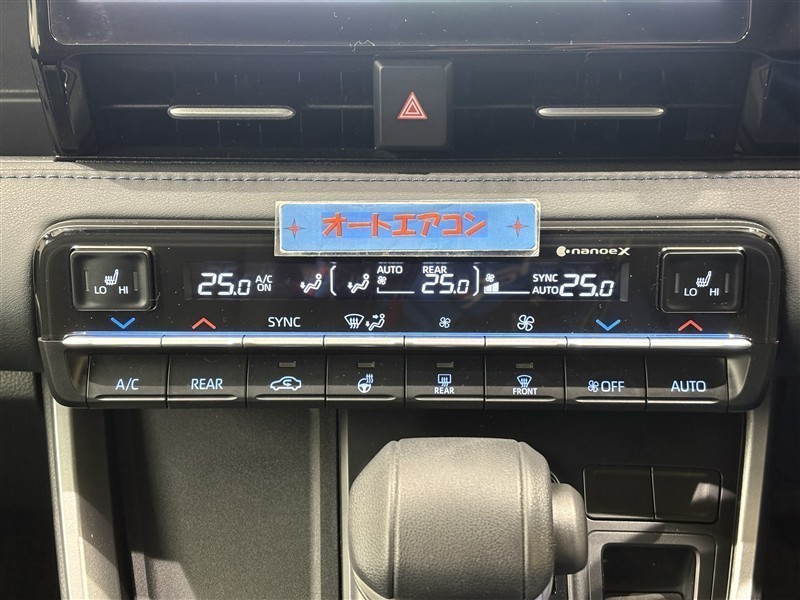 オートエアコン
nanoeX
LO HI
25.0 A/C ON AUTO REAR 25.0 SYNC AUTO 25.0
LO HI
SYNC
A/C REAR REAR FRONT OFF AUTO